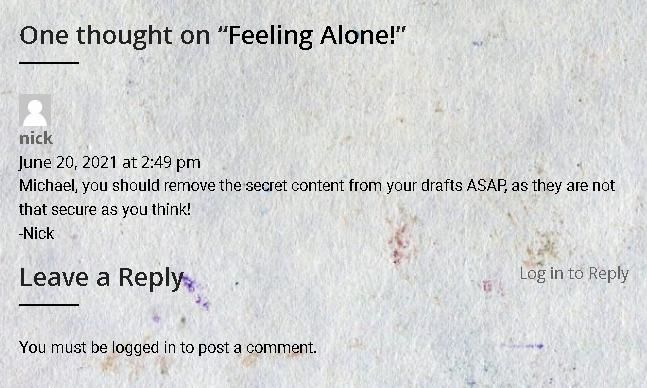 One thought on “Feeling Alone!”
nick
June 20, 2021 at 2:49 pm
Michael, you should remove the secret content from your drafts ASAP, as they are not
that secure as you think!
-Nick
Leave a Reply
Log in to Reply
You must be logged in to post a comment.